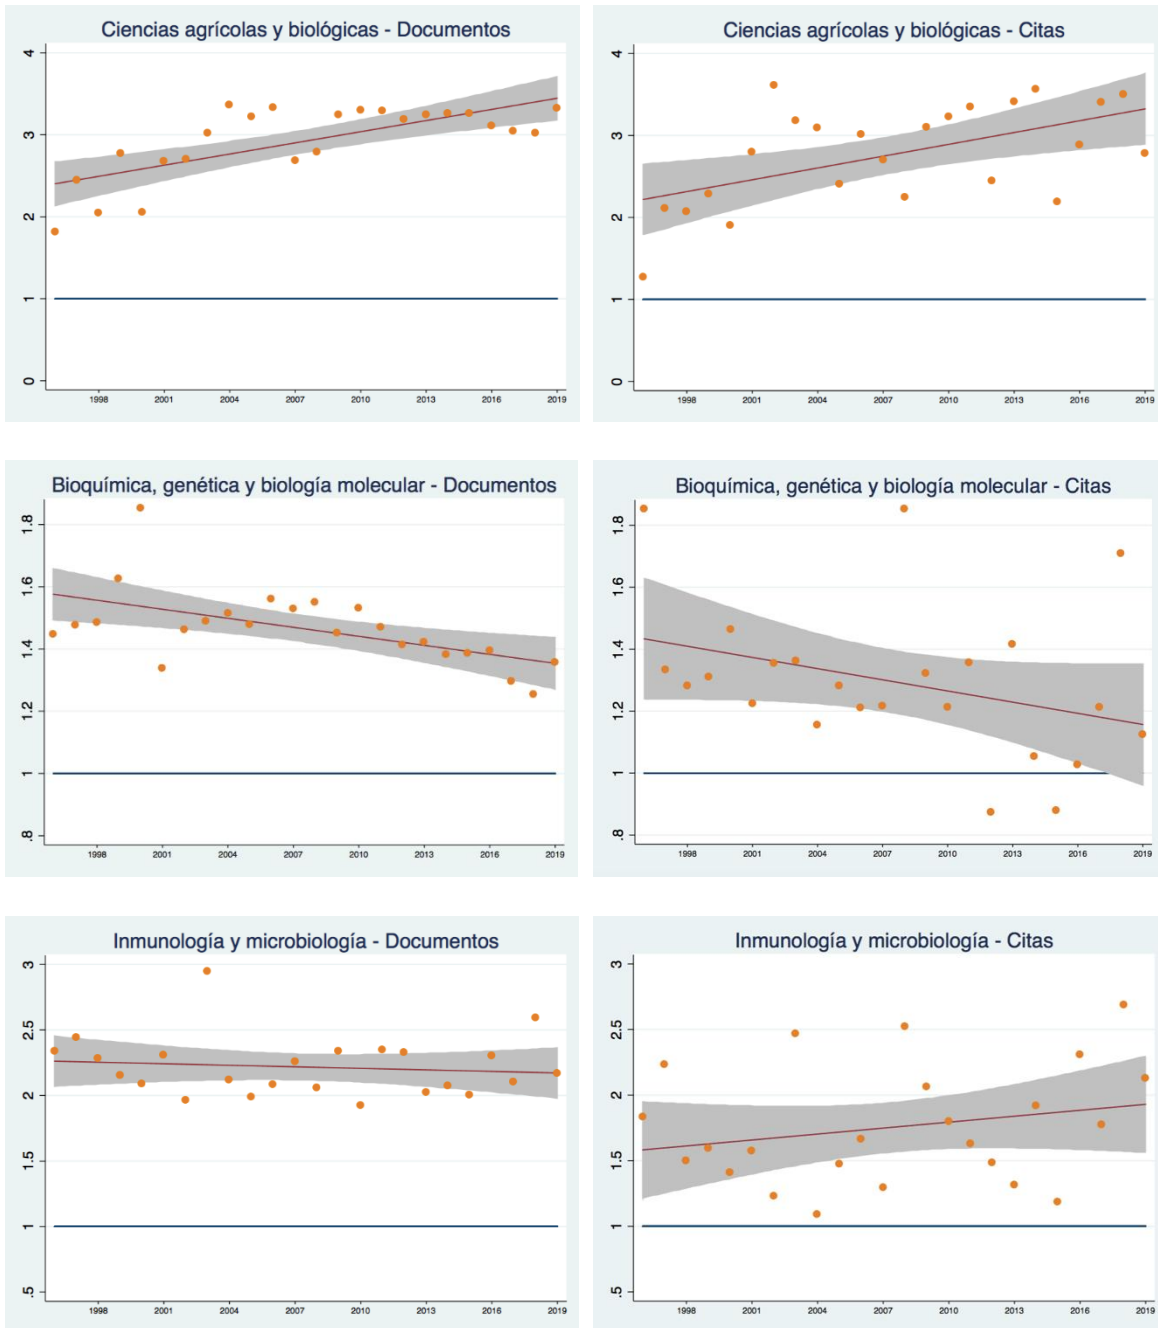 Ciencias agrícolas y biológicas - Documentos
4
3
2
1
0
1998 2001 2004 2007 2010 2013 2016 2019
Ciencias agrícolas y biológicas - Citas
4
3
2
1
0
1998 2001 2004 2007 2010 2013 2016 2019
Bioquímica, genética y biología molecular - Documentos
1.8
1.6
1.4
1.2
1
.8
1998 2001 2004 2007 2010 2013 2016 2019
Bioquímica, genética y biología molecular - Citas
1.8
1.6
1.4
1.2
1
.8
1998 2001 2004 2007 2010 2013 2016 2019
Inmunología y microbiología - Documentos
3
2.5
2
1.5
1
.5
1998 2001 2004 2007 2010 2013 2016 2019
Inmunología y microbiología - Citas
3
2.5
2
1.5
1
.5
1998 2001 2004 2007 2010 2013 2016 2019